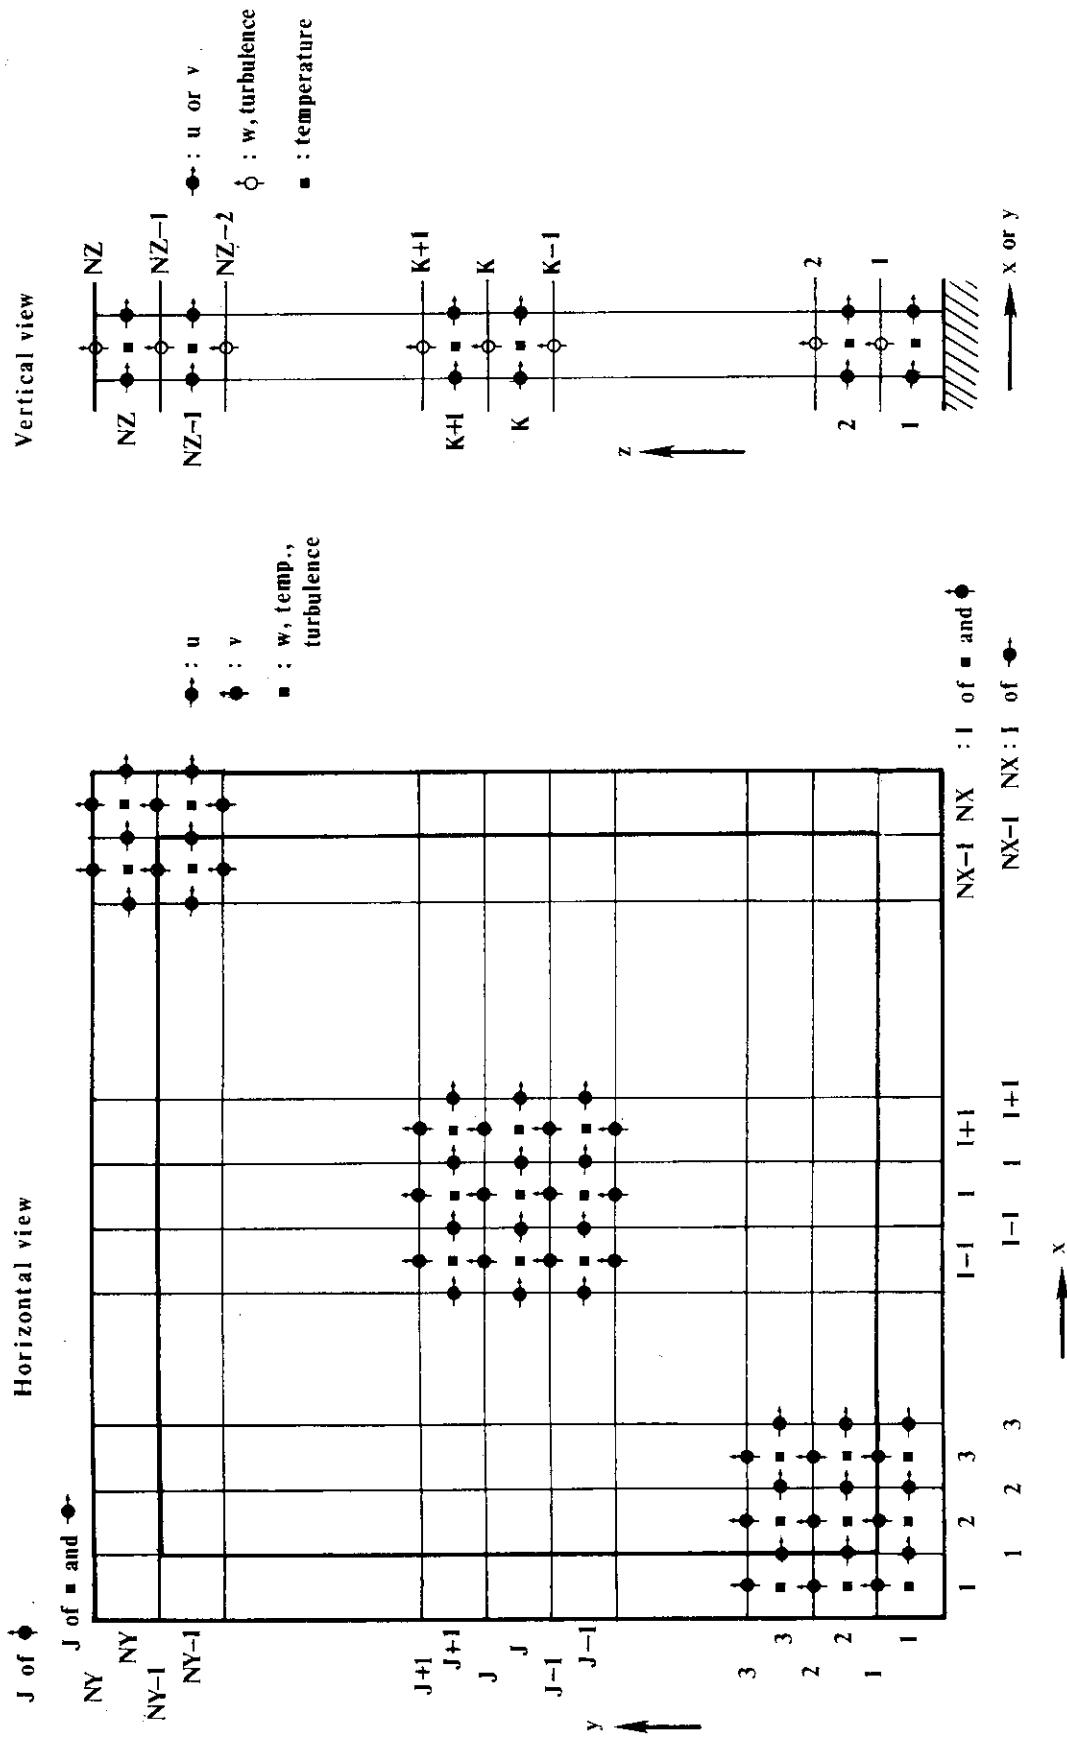 Horizontal view
J of
J of ■ and
NY
NY
NY-1
NY-1
J+1
J+1
J
J
J-1
J-1
3
3
2
2
1
1
y
1 2 3 I-1 I I+1 NX-1 NX : I of ■ and
1 2 3 I-1 I I+1 NX-1 NX : I of
x
: u
: v
■ : w, temp.,
turbulence
Vertical view
NZ
NZ
NZ-1
NZ-1
NZ-2
K+1
K+1
K
K
K-1
2
2
1
1
z
x or y
: u or v
: w, turbulence
■ : temperature